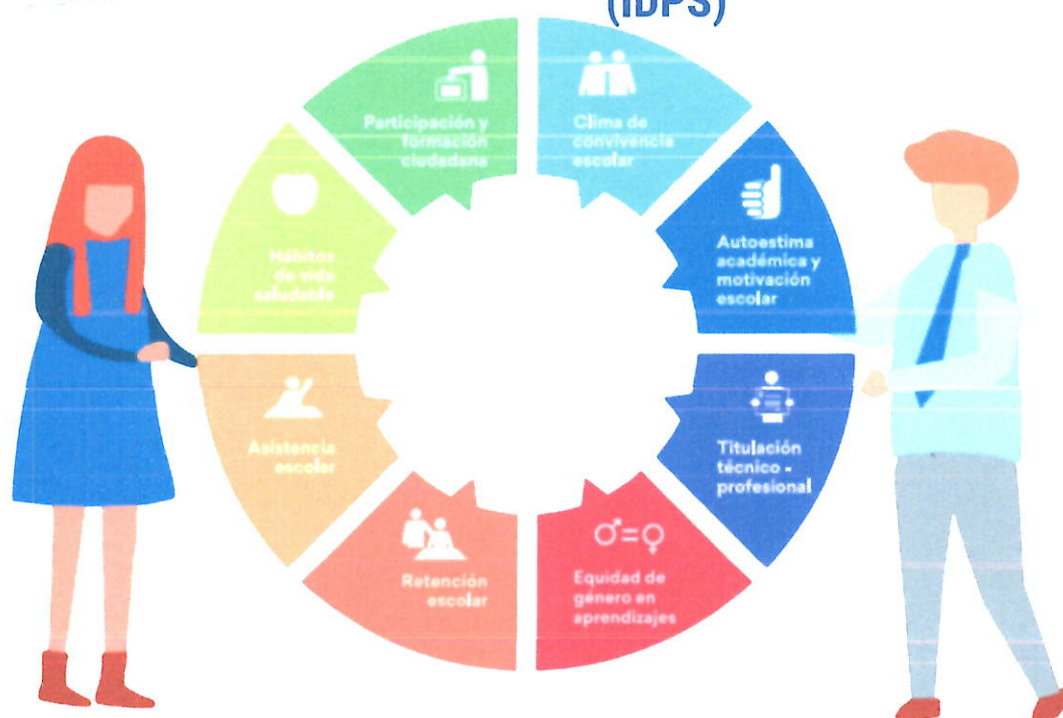 (IDPS)
Participación y
formación
ciudadana
Clima de
convivencia
escolar
Autoestima
académica y
motivación
escolar
Titulación
técnico -
profesional
Equidad de
género en
aprendizajes
Retención
escolar
Asistencia
escolar
Hábitos
de vida
saludable